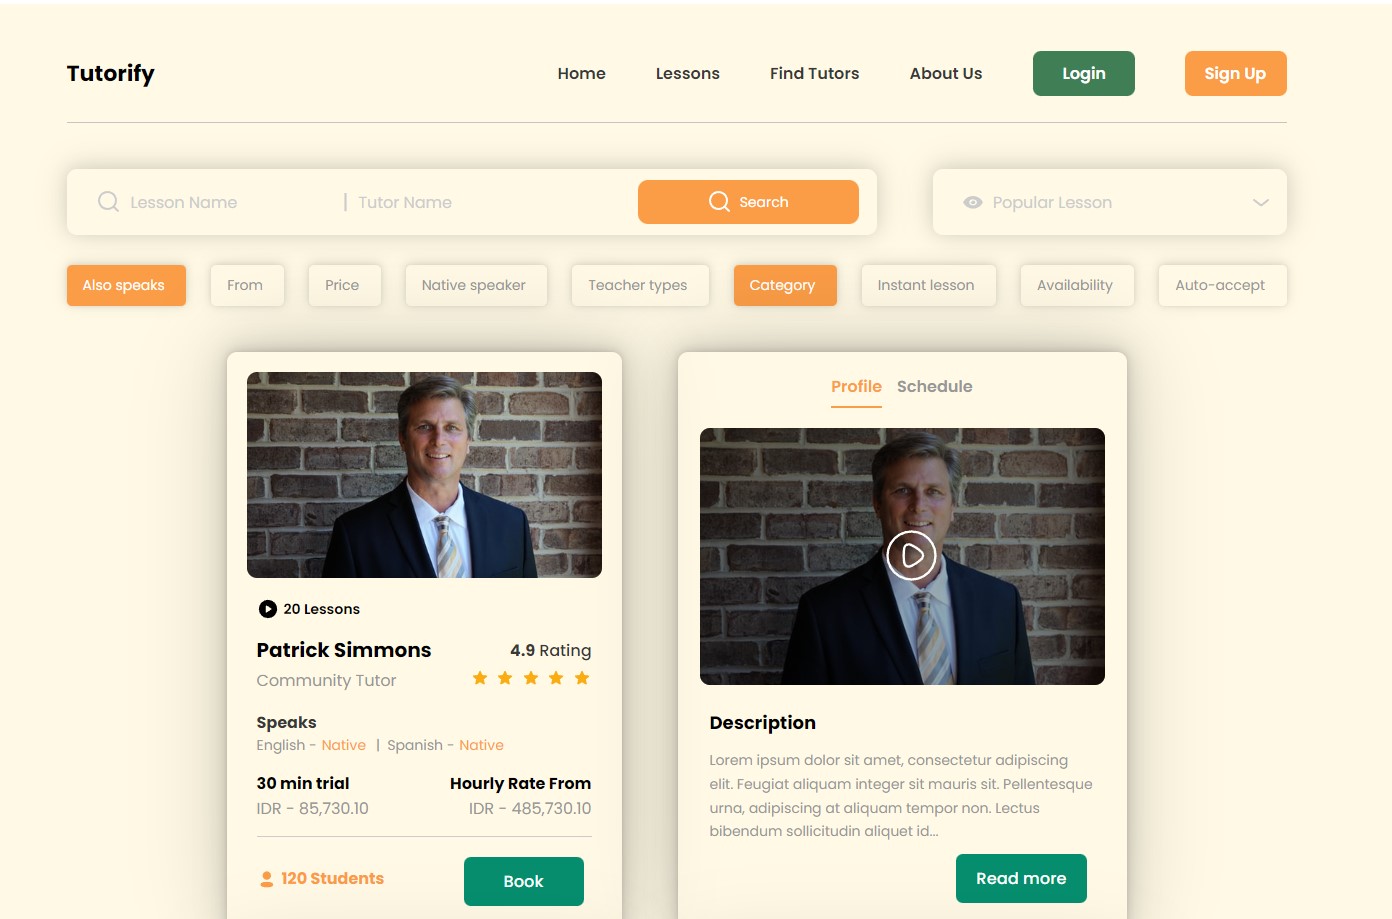 Tutorify
Home Lessons Find Tutors About Us Login Sign Up
Lesson Name | Tutor Name Search Popular Lesson
Also speaks From Price Native speaker Teacher types Category Instant lesson Availability Auto-accept
20 Lessons
Patrick Simmons 4.9 Rating
Community Tutor
Speaks
English - Native | Spanish - Native
30 min trial Hourly Rate From
IDR - 85,730.10 IDR - 485,730.10
120 Students Book
Profile Schedule
Description
Lorem ipsum dolor sit amet, consectetur adipiscing
elit. Feugiat aliquam integer sit mauris sit. Pellentesque
urna, adipiscing at aliquam tempor non. Lectus
bibendum sollicitudin aliquet id...
Read more